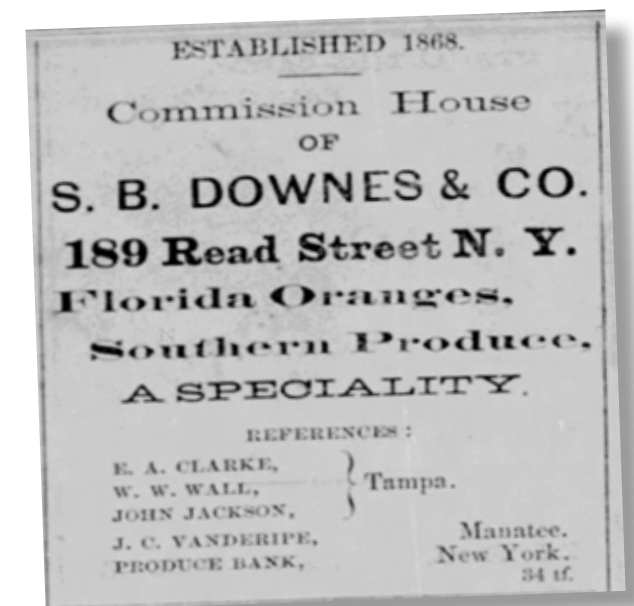 ESTABLISHED 1868.
Commission House
OF
S. B. DOWNES & CO.
189 Read Street N. Y.
Florida Oranges,
Southern Produce,
A SPECIALITY.
REFERENCES:
E. A. CLARKE,
W. W. WALL, } Tampa.
JOHN JACKSON,
J. C. VANDERIPE, Manatee.
PRODUCE BANK, New York.
34 tf.